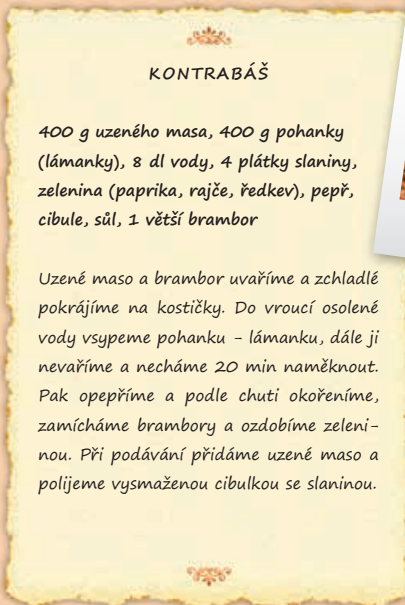 KONTRABÁŠ
400 g uzeného masa, 400 g pohanky
(lámanky), 8 dl vody, 4 plátky slaniny,
zelenina (paprika, rajče, ředkev), pepř,
cibule, sůl, 1 větší brambor
Uzené maso a brambor uvaříme a zchladlé
pokrájíme na kostičky. Do vroucí osolené
vody vsypeme pohanku - lámanku, dále ji
nevaříme a necháme 20 min naměknout.
Pak opepříme a podle chuti okořeníme,
zamícháme brambory a ozdobíme zeleni-
nou. Při podávání přidáme uzené maso a
polijeme vysmaženou cibulkou se slaninou.